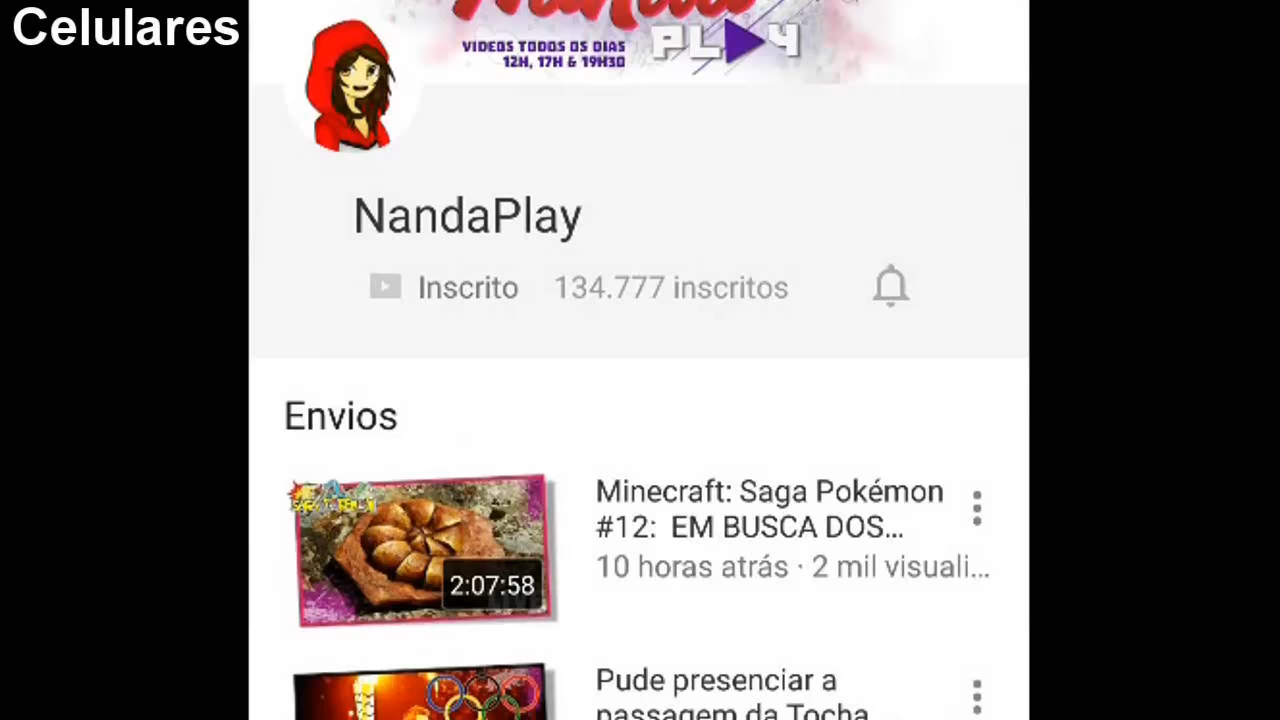 Celulares
VIDEOS TODOS OS DIAS
12H, 17H & 19H30
PLAY
NandaPlay
Inscrito
134.777 inscritos
Envios
2:07:58
Minecraft: Saga Pokémon
#12: EM BUSCA DOS...
10 horas atrás · 2 mil visuali...
Pude presenciar a
passagem da Tocha